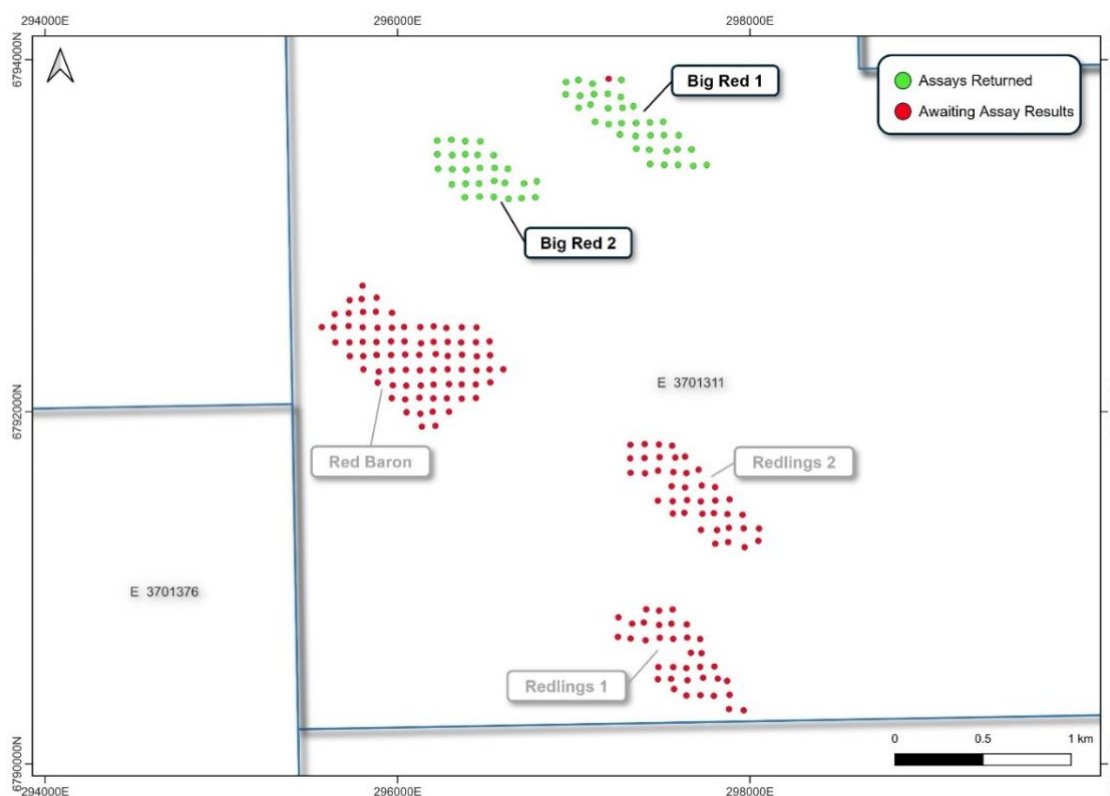 294000E
296000E
298000E
6794000N
Big Red 1
Assays Returned
Awaiting Assay Results
Big Red 2
E 3701311
6792000N
Red Baron
Redlings 2
E 3701376
Redlings 1
0 0.5 1 km
6790000N
294000E
296000E
298000E